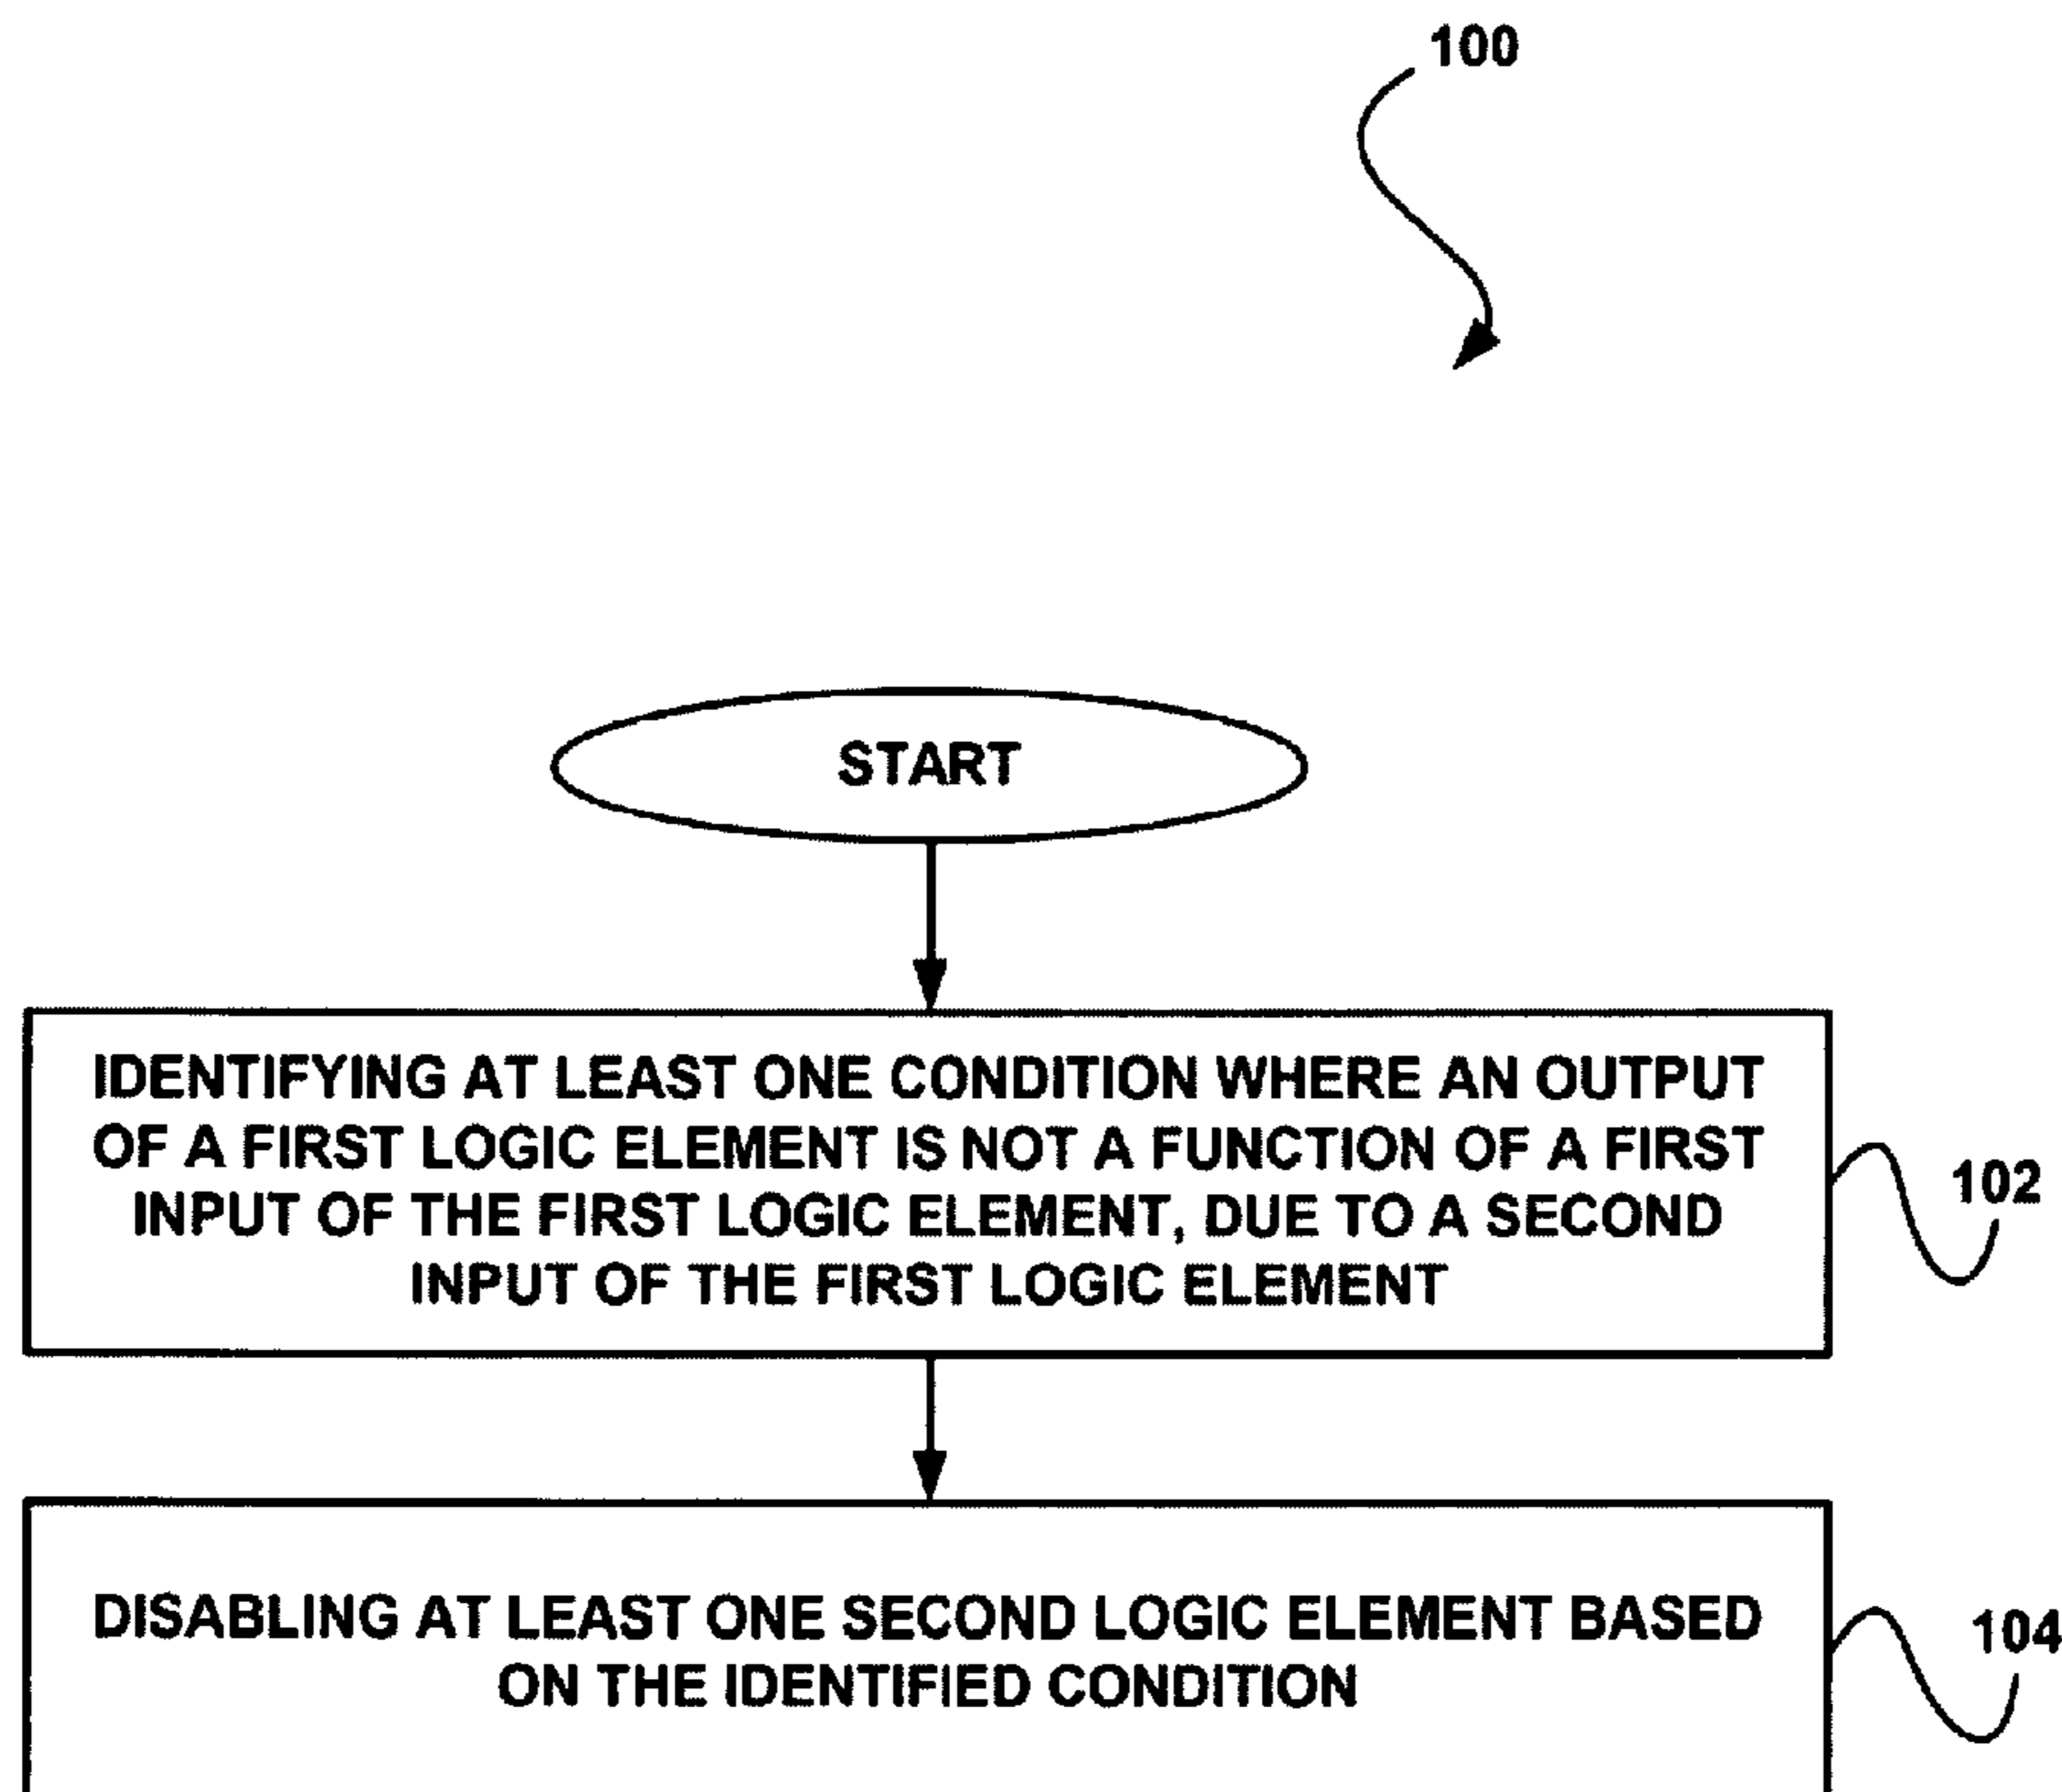 100
START
IDENTIFYING AT LEAST ONE CONDITION WHERE AN OUTPUT
OF A FIRST LOGIC ELEMENT IS NOT A FUNCTION OF A FIRST
INPUT OF THE FIRST LOGIC ELEMENT, DUE TO A SECOND
INPUT OF THE FIRST LOGIC ELEMENT
102
DISABLING AT LEAST ONE SECOND LOGIC ELEMENT BASED
ON THE IDENTIFIED CONDITION
104